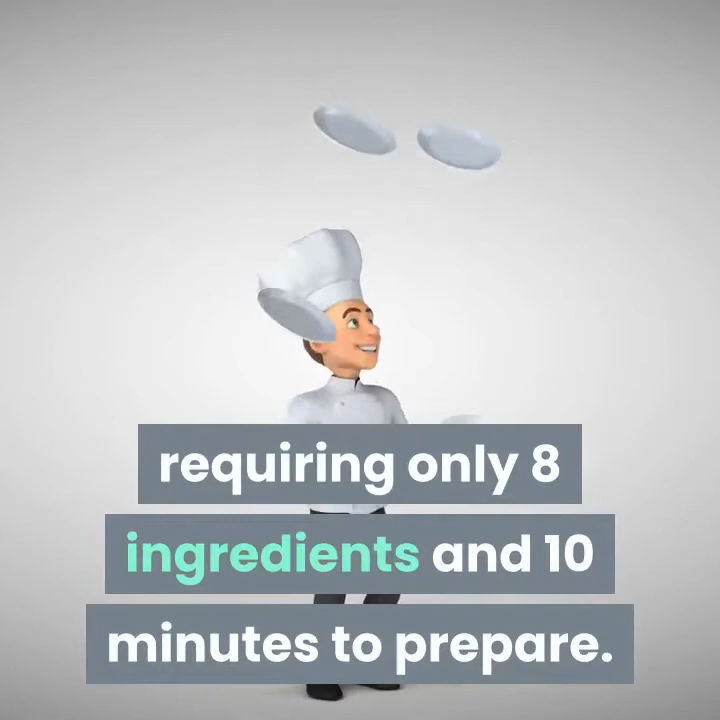 requiring only 8
ingredients and 10
minutes to prepare.